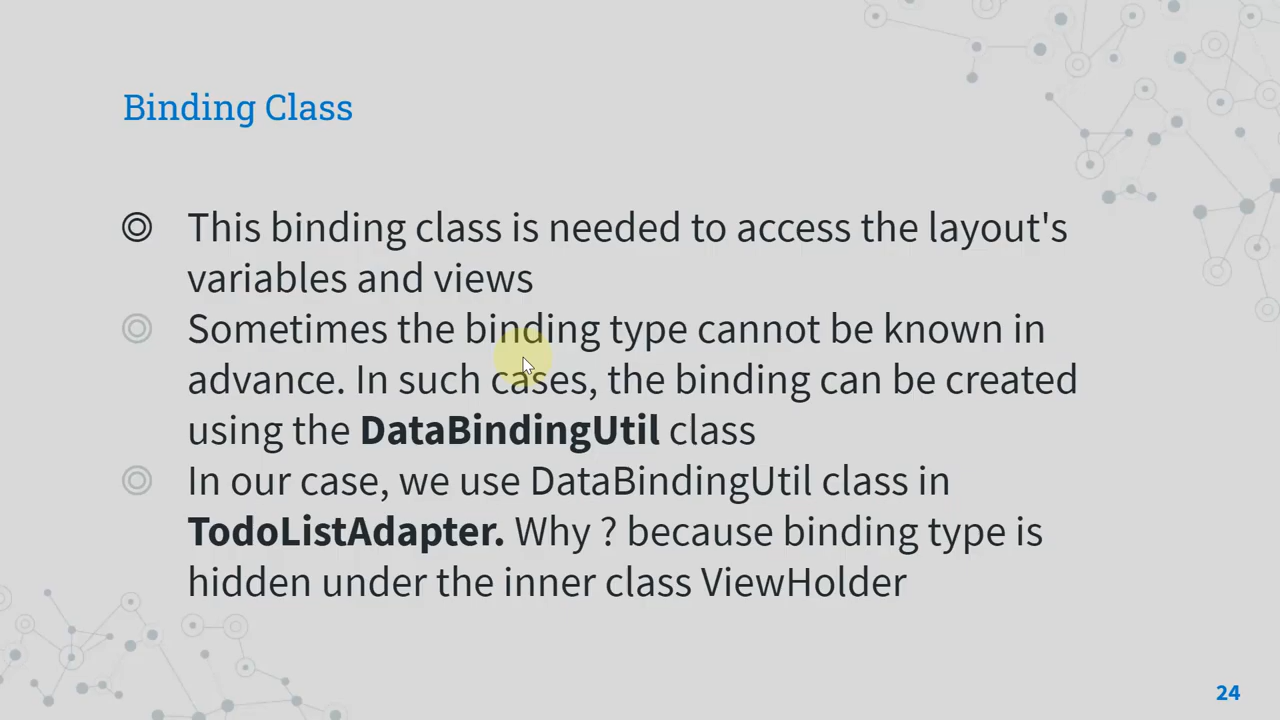 Binding Class
This binding class is needed to access the layout's
variables and views
Sometimes the binding type cannot be known in
advance. In such cases, the binding can be created
using the DataBindingUtil class
In our case, we use DataBindingUtil class in
TodoListAdapter. Why ? because binding type is
hidden under the inner class ViewHolder
24